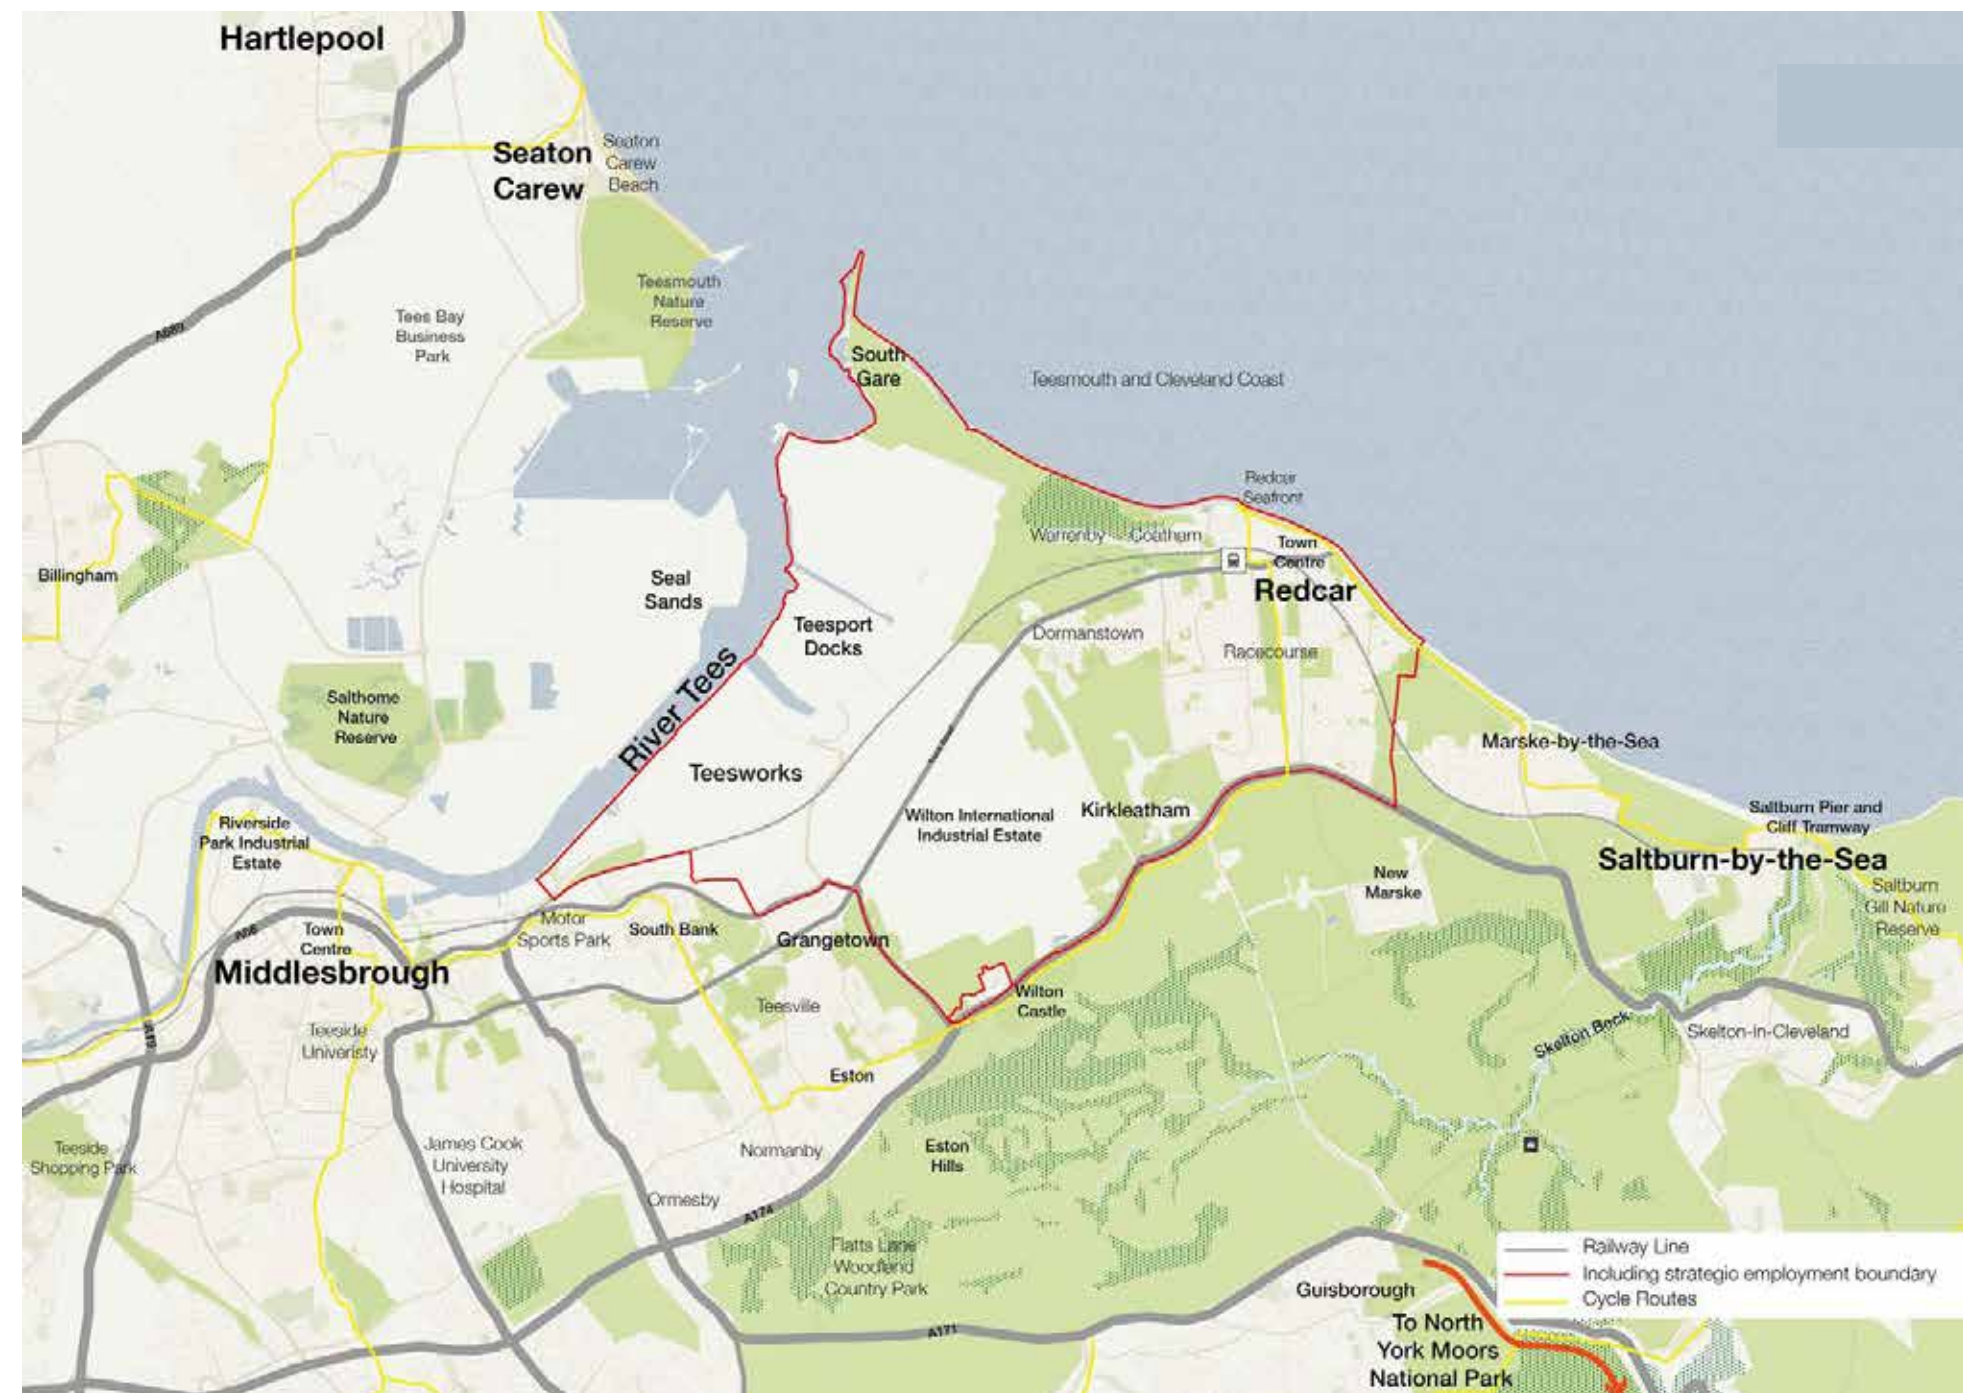 Hartlepool
Seaton
Carew
Seaton
Carew
Beach
Teesmouth
Nature
Reserve
Tees Bay
Business
Park
A689
South
Gare
Teesmouth and Cleveland Coast
Redcar
Seafront
Warrenby
Coatham
Town
Centre
Redcar
Billingham
Seal
Sands
Teesport
Docks
Dormanstown
Racecourse
River Tees
Salthome
Nature
Reserve
Teesworks
Marske-by-the-Sea
Wilton International
Industrial Estate
Kirkleatham
Saltburn Pier and
Cliff Tramway
Saltburn-by-the-Sea
Riverside
Park Industrial
Estate
New
Marske
Saltburn
Gill Nature
Reserve
A66
Town
Centre
Middlesbrough
Motor
Sports Park
South Bank
Grangetown
Wilton
Castle
Teesville
A19
Teeside
Univeristy
Skelton Beck
Skelton-In-Cleveland
Eston
Teeside
Shopping Park
James Cook
University
Hospital
Normanby
Eston
Hills
Ormesby
A174
Flatts Lane
Woodland
Country Park
A171
Guisborough
To North
York Moors
National Park
Railway Line
Including strategic employment boundary
Cycle Routes